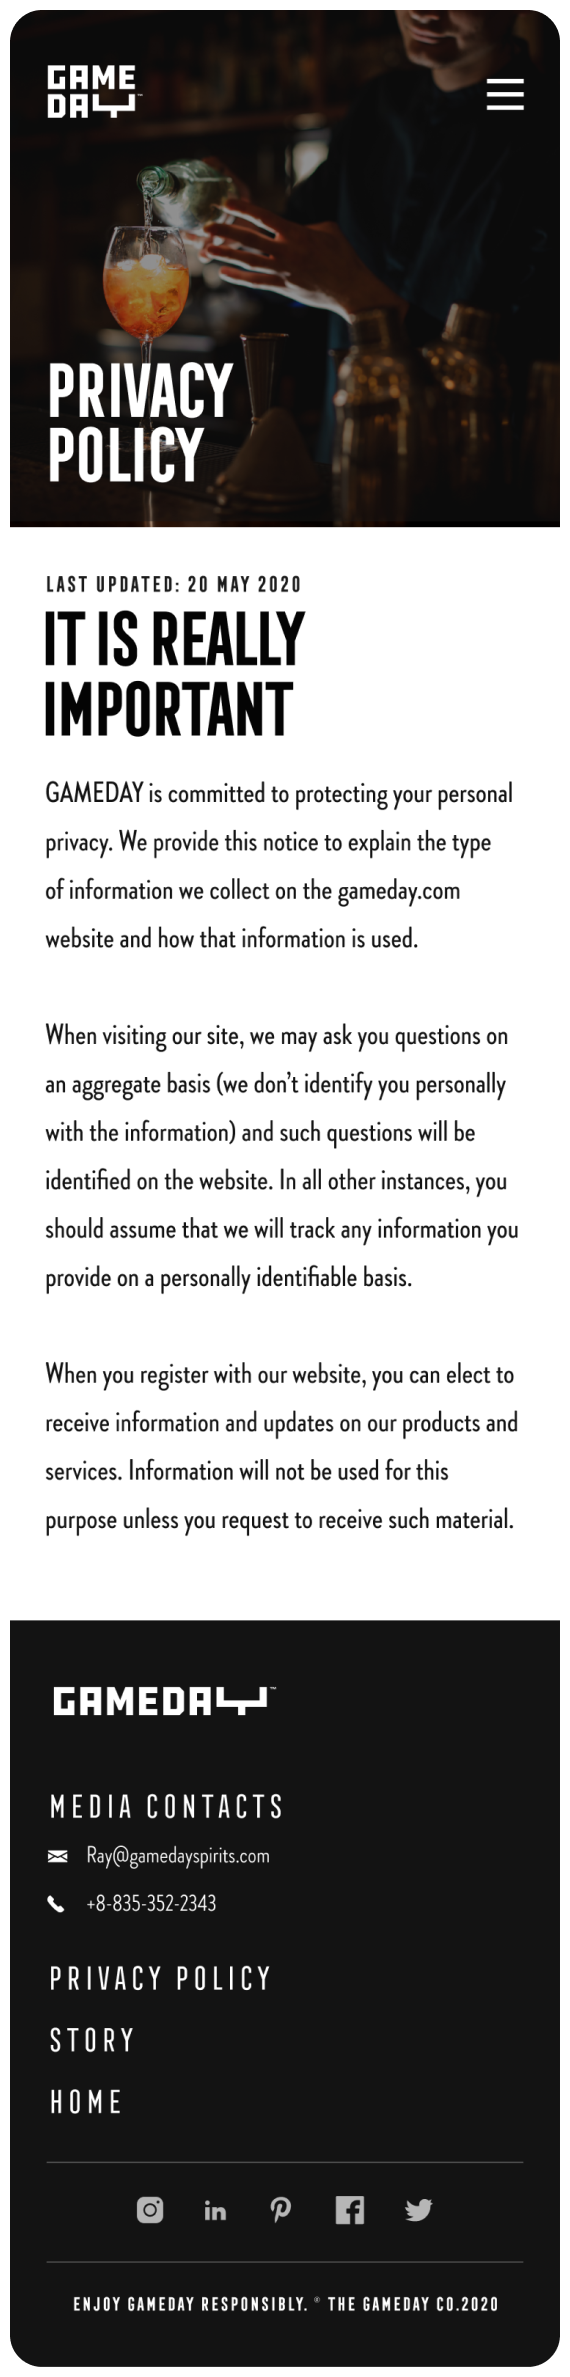 GAME
DAY™
PRIVACY
POLICY
LAST UPDATED: 20 MAY 2020
IT IS REALLY
IMPORTANT
GAMEDAY is committed to protecting your personal
privacy. We provide this notice to explain the type
of information we collect on the gameday.com
website and how that information is used.
When visiting our site, we may ask you questions on
an aggregate basis (we don’t identify you personally
with the information) and such questions will be
identified on the website. In all other instances, you
should assume that we will track any information you
provide on a personally identifiable basis.
When you register with our website, you can elect to
receive information and updates on our products and
services. Information will not be used for this
purpose unless you request to receive such material.
GAMEDAY™
MEDIA CONTACTS
Ray@gamedayspirits.com
+8-835-352-2343
PRIVACY POLICY
STORY
HOME
ENJOY GAMEDAY RESPONSIBLY. ® THE GAMEDAY CO.2020